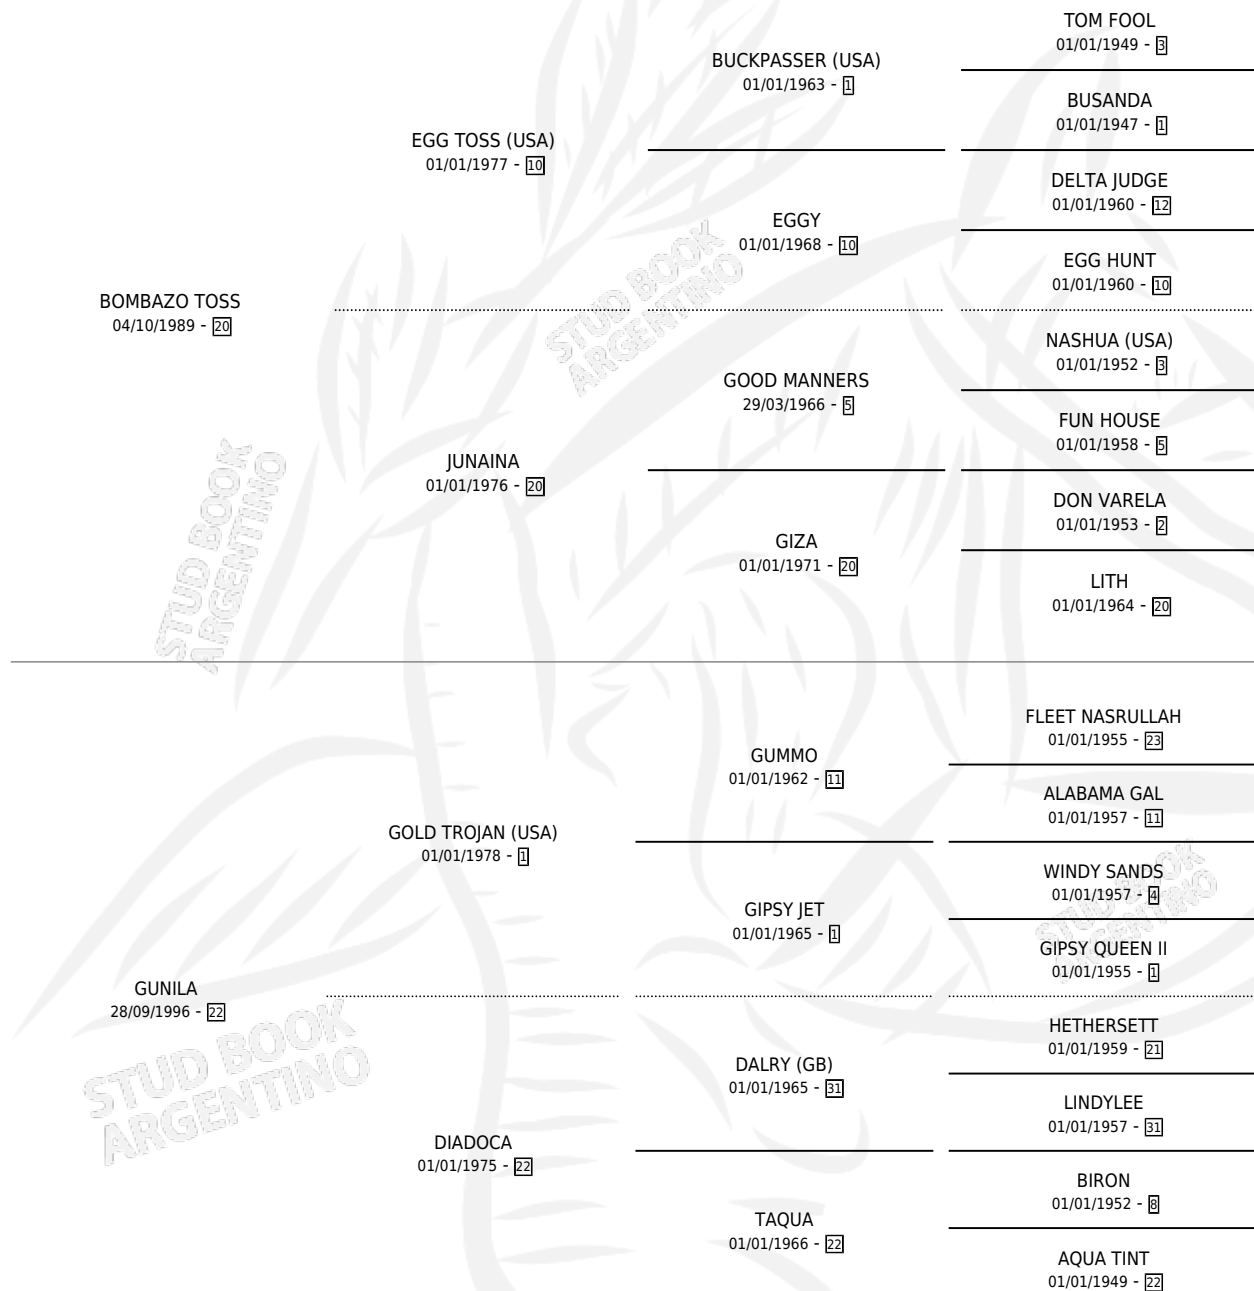 TOM FOOL
01/01/1949 - 3
BUCKPASSER (USA)
01/01/1963 - 1
BUSANDA
01/01/1947 - 1
EGG TOSS (USA)
01/01/1977 - 10
DELTA JUDGE
01/01/1960 - 12
EGGY
01/01/1968 - 10
EGG HUNT
01/01/1960 - 10
BOMBAZO TOSS
04/10/1989 - 20
STUD BOOK
ARGENTINO
NASHUA (USA)
01/01/1952 - 3
GOOD MANNERS
29/03/1966 - 5
FUN HOUSE
01/01/1958 - 5
JUNAINA
01/01/1976 - 20
STUD BOOK
ARGENTINO
DON VARELA
01/01/1953 - 2
GIZA
01/01/1971 - 20
LITH
01/01/1964 - 20
FLEET NASRULLAH
01/01/1955 - 23
GUMMO
01/01/1962 - 11
ALABAMA GAL
01/01/1957 - 11
GOLD TROJAN (USA)
01/01/1978 - 1
WINDY SANDS
01/01/1957 - 4
STUD BOOK
ARGENTINO
GIPSY JET
01/01/1965 - 1
GIPSY QUEEN II
01/01/1955 - 1
GUNILA
28/09/1996 - 22
STUD BOOK
ARGENTINO
HETHERSETT
01/01/1959 - 21
DALRY (GB)
01/01/1965 - 31
LINDYLEE
01/01/1957 - 31
DIADOCA
01/01/1975 - 22
BIRON
01/01/1952 - 8
TAQUA
01/01/1966 - 22
AQUA TINT
01/01/1949 - 22